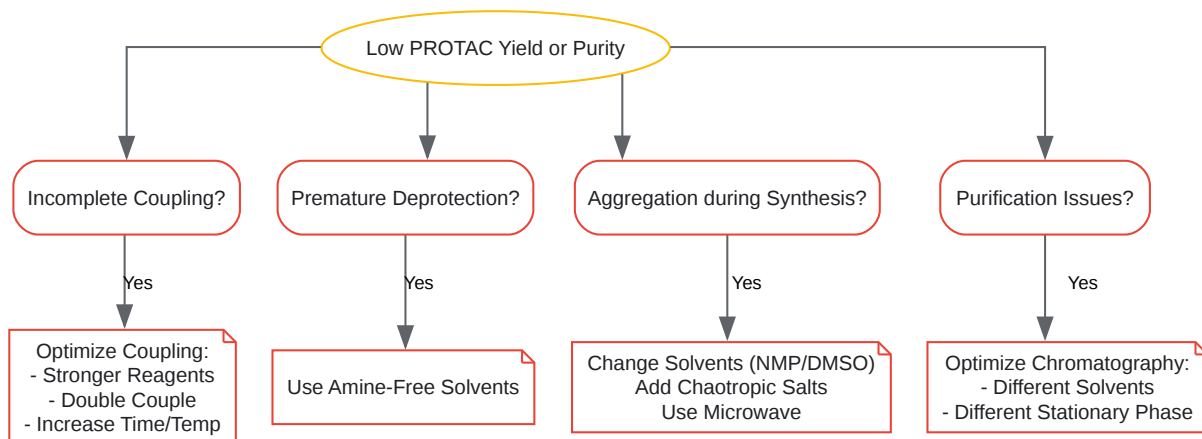 Low PROTAC Yield or Purity
Incomplete Coupling?
Premature Deprotection?
Aggregation during Synthesis?
Purification Issues?
Yes
Yes
Yes
Yes
Optimize Coupling:
- Stronger Reagents
- Double Couple
- Increase Time/Temp
Use Amine-Free Solvents
Change Solvents (NMP/DMSO)
Add Chaotropic Salts
Use Microwave
Optimize Chromatography:
- Different Solvents
- Different Stationary Phase